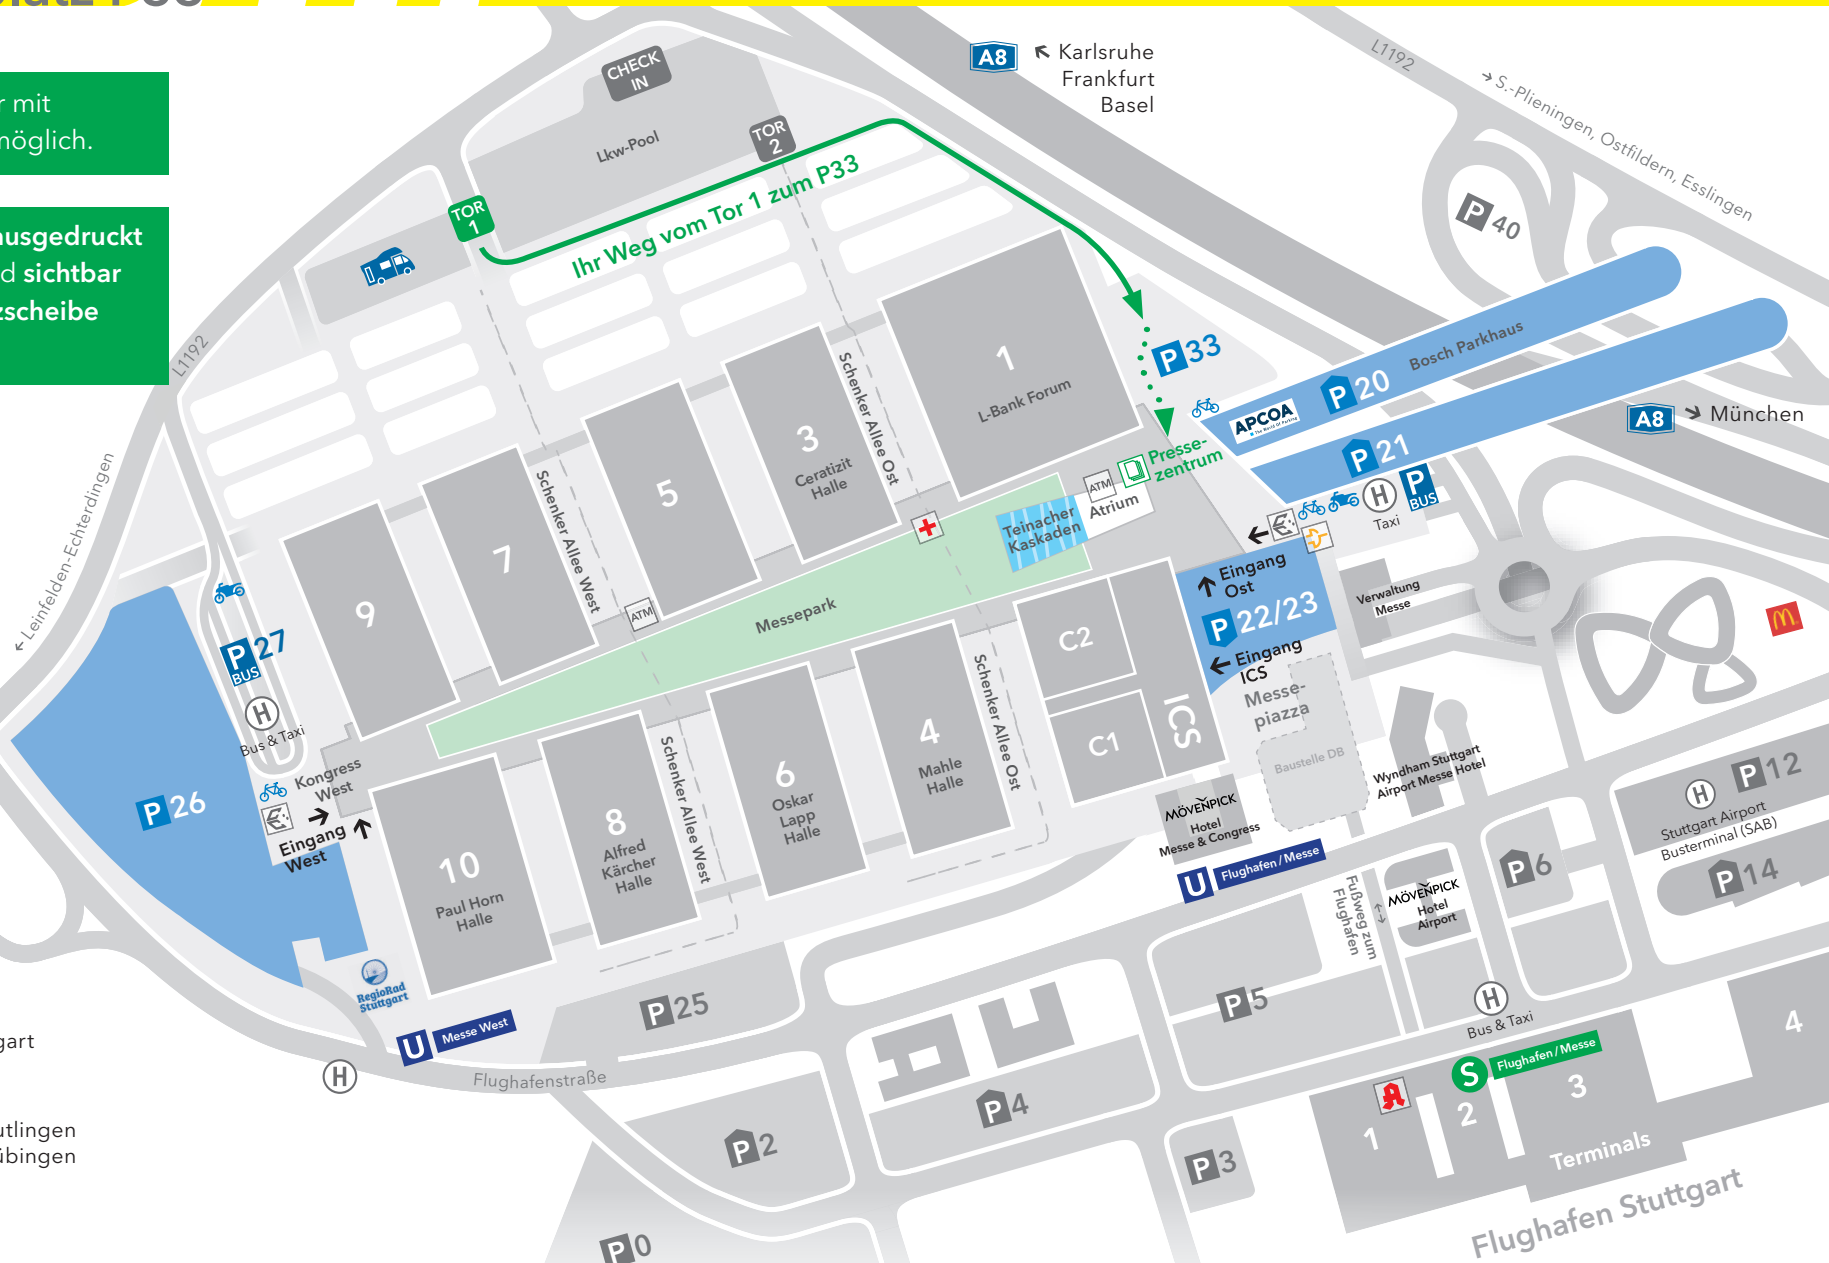 möglich.
ausgedruckt
sichtbar
CHECK
IN
Lkw-Pool
TOR
2
TOR
1
Ihr Weg vom Tor 1 zum P33
A8
Karlsruhe
Frankfurt
Basel
L1192
S.-Plieningen, Ostfildern, Esslingen
P 40
L1192
Leinfelden-Echterdingen
P 33
Bosch Parkhaus
P 20
APCOA
P 21
A8
München
1
L-Bank Forum
3
Ceratizit
Halle
5
7
9
Schenker Allee Ost
Schenker Allee West
Presse-
zentrum
ATM
Atrium
Teinacher
Kaskaden
H
Taxi
P
BUS
Messepark
ATM
Eingang
Ost
P 22/23
Eingang
ICS
Messe-
piazza
Baustelle DB
Verwaltung
Messe
P
BUS
27
H
Bus & Taxi
P 26
Kongress
West
Eingang
West
10
Paul Horn
Halle
8
Alfred
Kärcher
Halle
6
Oskar
Lapp
Halle
4
Mahle
Halle
Schenker Allee West
Schenker Allee Ost
C2
C1
ICS
MÖVENPICK
Hotel
Messe & Congress
U Flughafen / Messe
Wyndham Stuttgart
Airport Messe Hotel
MÖVENPICK
Hotel
Airport
Fußweg zum
Flughafen
P 6
H
P 12
Stuttgart Airport
Busterminal (SAB)
P 14
RegioRad
Stuttgart
U Messe West
H
Flughafenstraße
P 25
P 5
H
Bus & Taxi
S Flughafen / Messe
P 4
P 2
P 3
P 0
1
2
3
4
Terminals
Flughafen Stuttgart